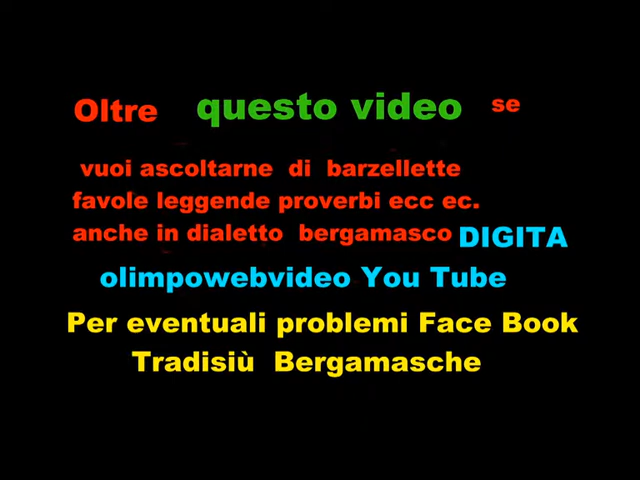 Oltre questo video se
vuoi ascoltarne di barzellette
favole leggende proverbi ecc ec.
anche in dialetto bergamasco DIGITA
olimpowebvideo You Tube
Per eventuali problemi Face Book
Tradisiù Bergamasche